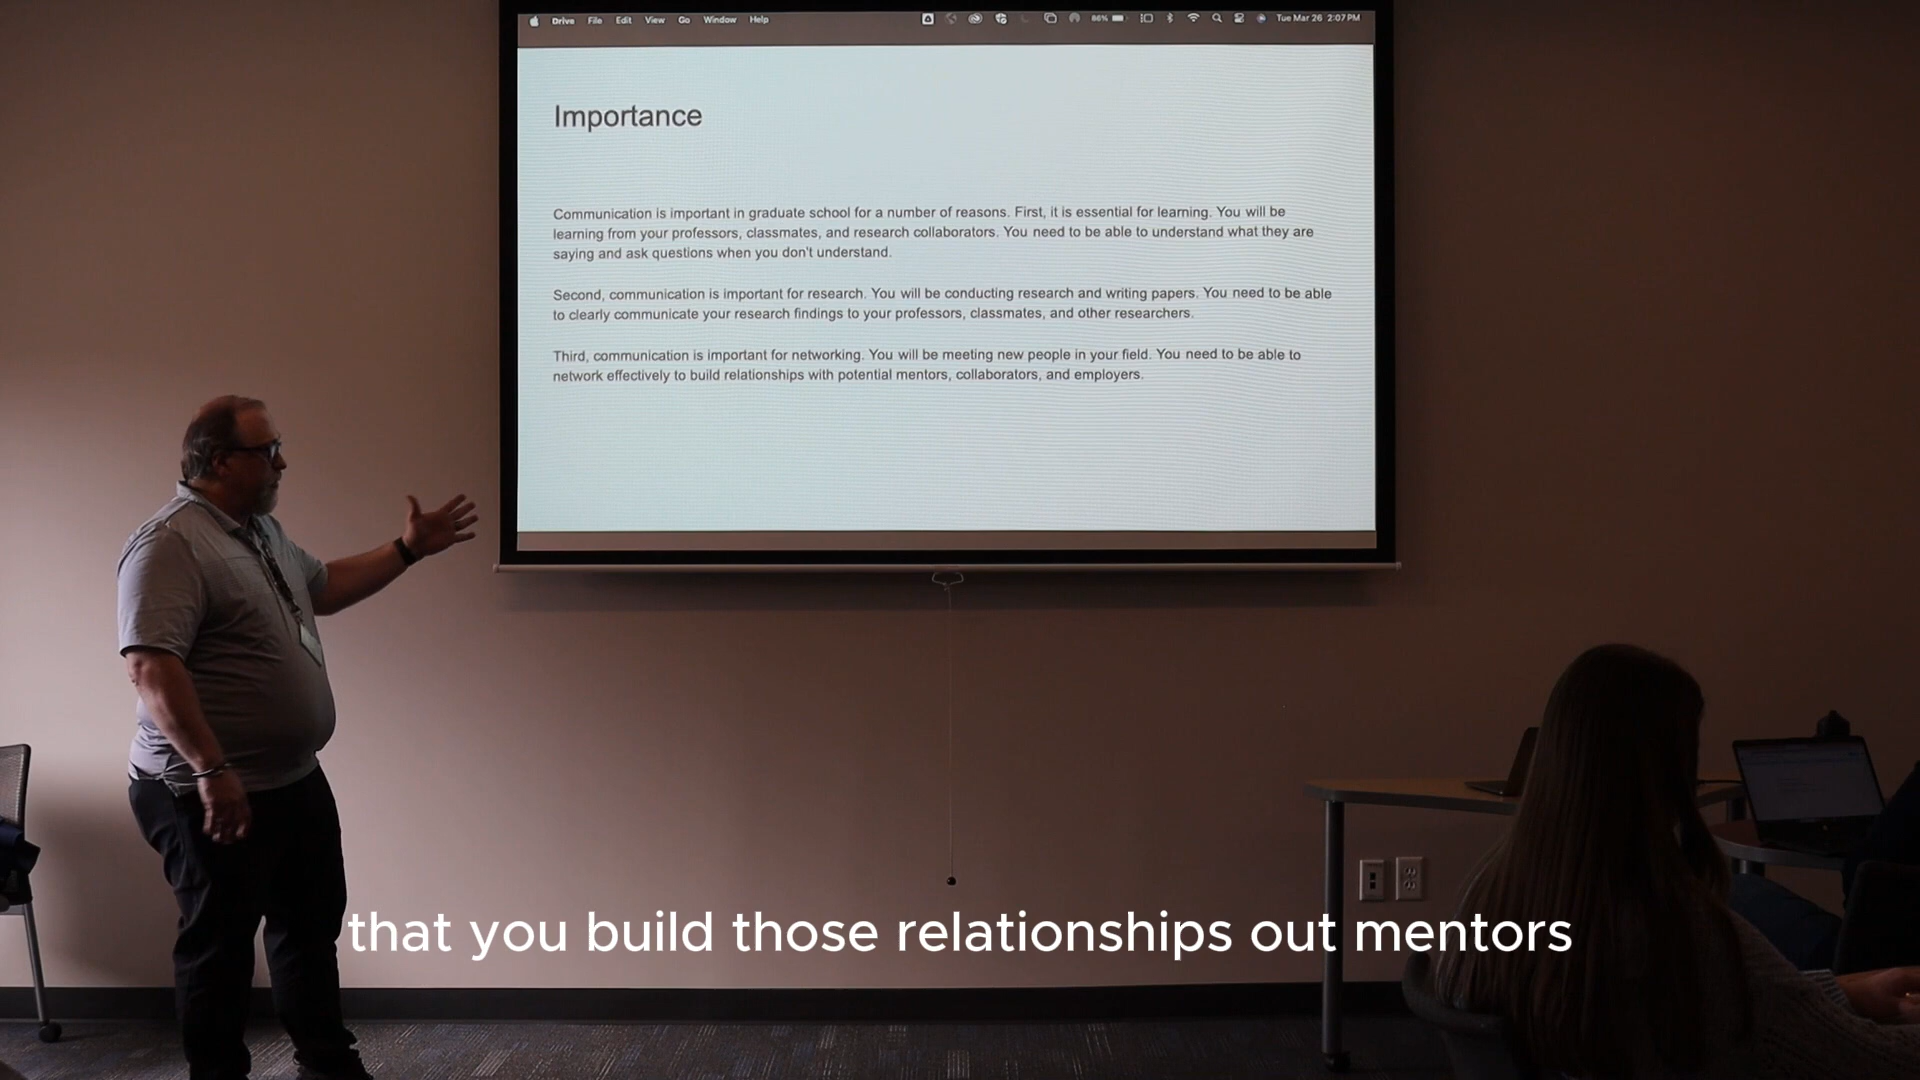 Drive File Edit View Go Window Help
86%
Tue Mar 26 2:07 PM
Importance
Communication is important in graduate school for a number of reasons. First, it is essential for learning. You will be
learning from your professors, classmates, and research collaborators. You need to be able to understand what they are
saying and ask questions when you don't understand.
Second, communication is important for research. You will be conducting research and writing papers. You need to be able
to clearly communicate your research findings to your professors, classmates, and other researchers.
Third, communication is important for networking. You will be meeting new people in your field. You need to be able to
network effectively to build relationships with potential mentors, collaborators, and employers.
that you build those relationships out mentors